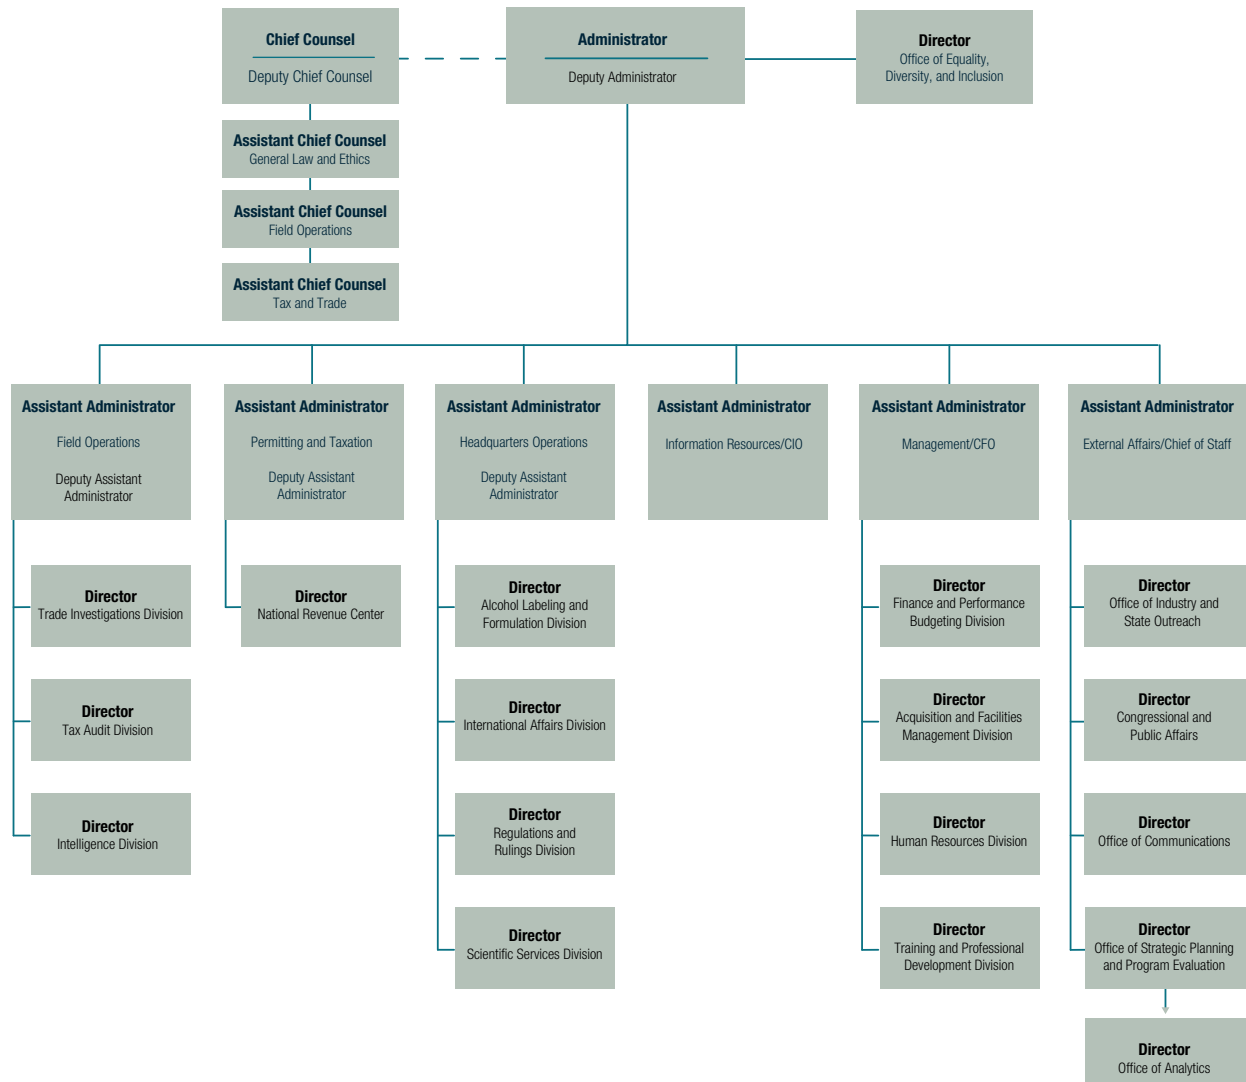 Chief Counsel
Deputy Chief Counsel
Administrator
Deputy Administrator
Director
Office of Equality,
Diversity, and Inclusion
Assistant Chief Counsel
General Law and Ethics
Assistant Chief Counsel
Field Operations
Assistant Chief Counsel
Tax and Trade
Assistant Administrator
Field Operations
Deputy Assistant
Administrator
Assistant Administrator
Permitting and Taxation
Deputy Assistant
Administrator
Assistant Administrator
Headquarters Operations
Deputy Assistant
Administrator
Assistant Administrator
Information Resources/CIO
Assistant Administrator
Management/CFO
Assistant Administrator
External Affairs/Chief of Staff
Director
Trade Investigations Division
Director
Tax Audit Division
Director
Intelligence Division
Director
National Revenue Center
Director
Alcohol Labeling and
Formulation Division
Director
International Affairs Division
Director
Regulations and
Rulings Division
Director
Scientific Services Division
Director
Finance and Performance
Budgeting Division
Director
Acquisition and Facilities
Management Division
Director
Human Resources Division
Director
Training and Professional
Development Division
Director
Office of Industry and
State Outreach
Director
Congressional and
Public Affairs
Director
Office of Communications
Director
Office of Strategic Planning
and Program Evaluation
Director
Office of Analytics